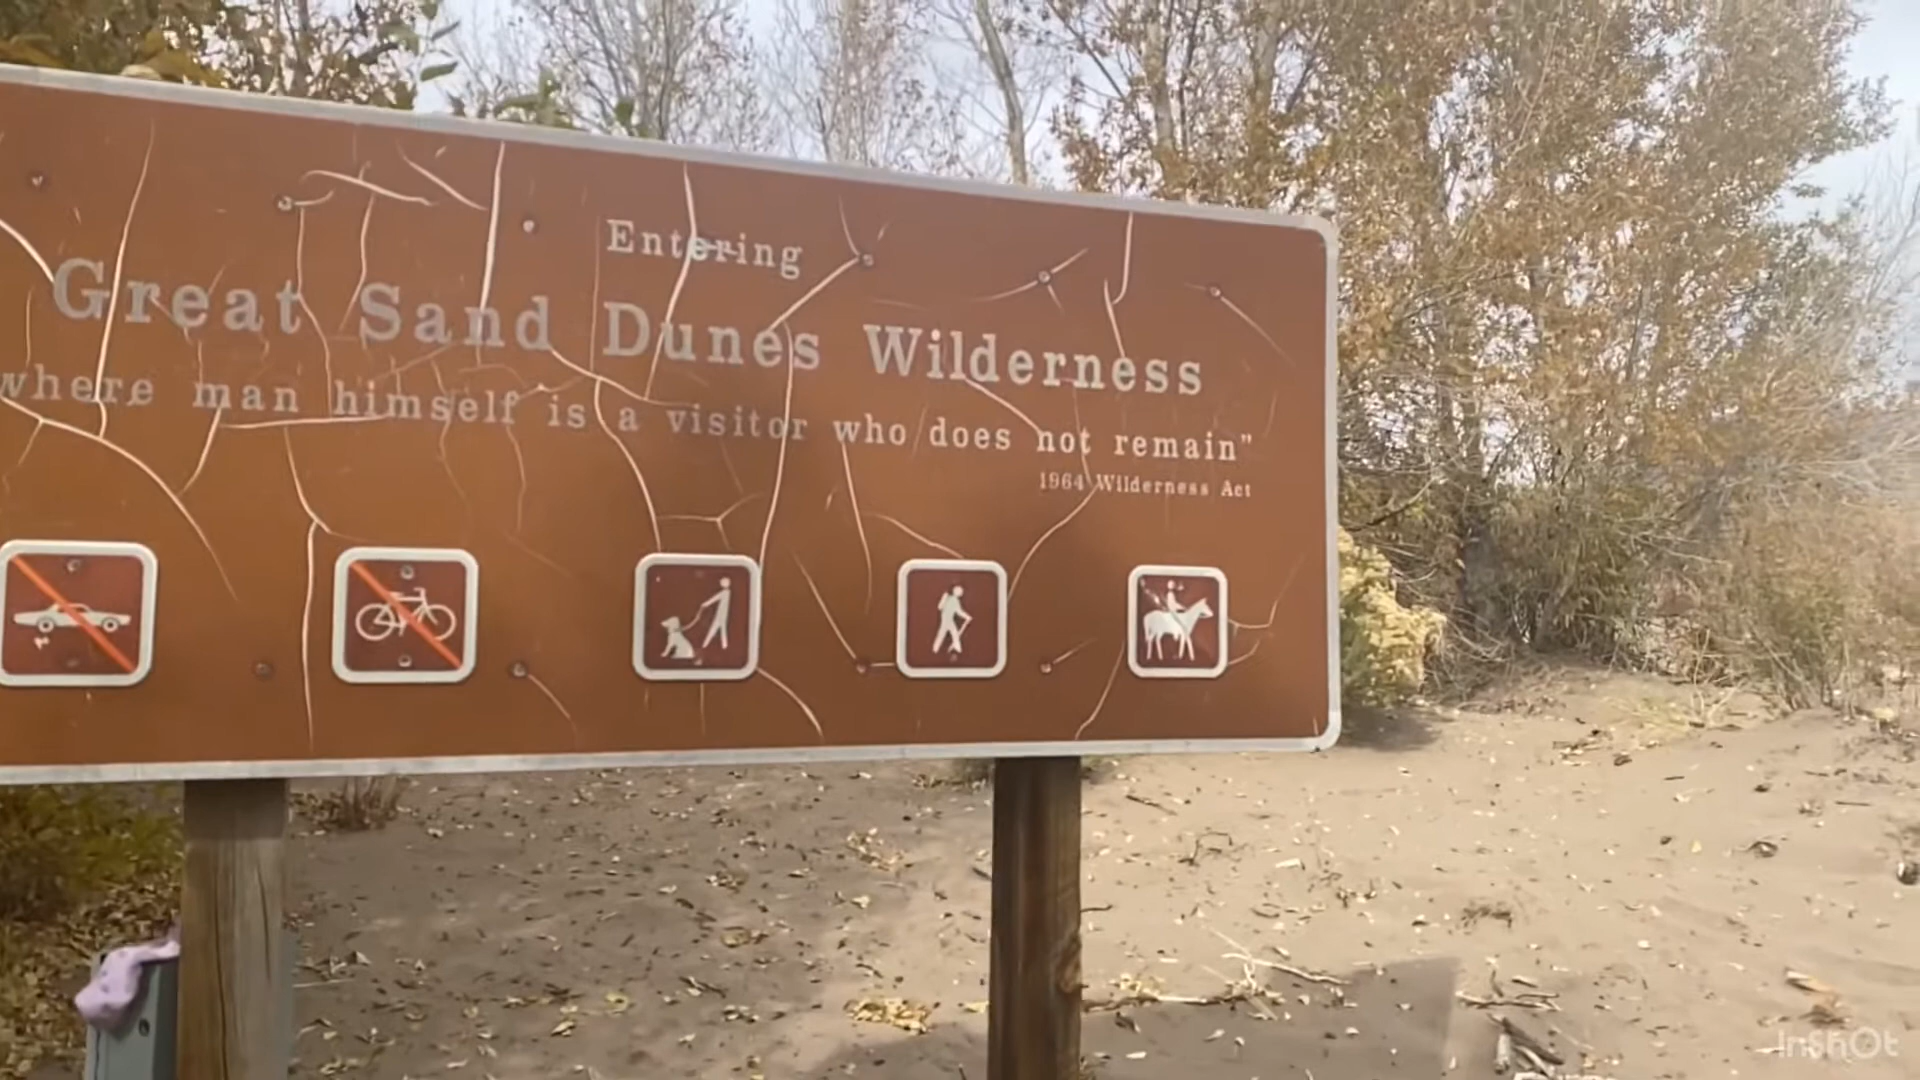 Entering
Great Sand Dunes Wilderness
where man himself is a visitor who does not remain"
1964 Wilderness Act
InShOt